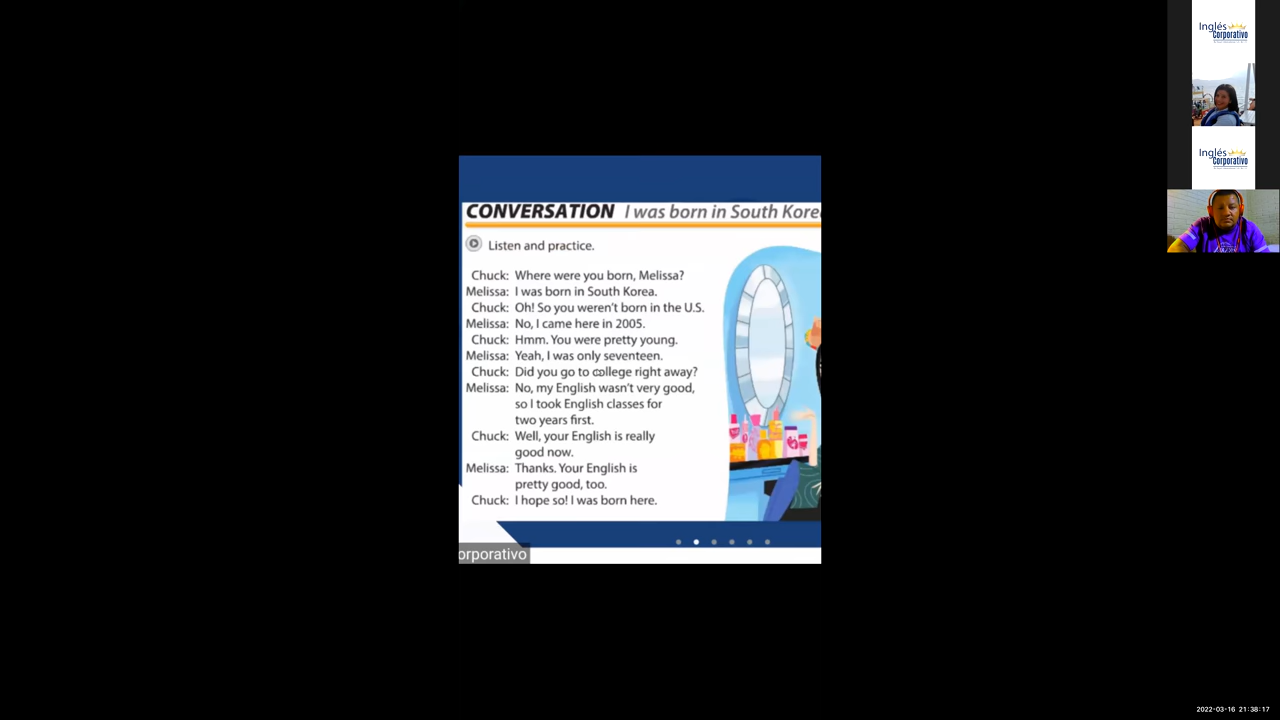 CONVERSATION I was born in South Kore
Listen and practice.
Chuck: Where were you born, Melissa?
Melissa: I was born in South Korea.
Chuck: Oh! So you weren't born in the U.S.
Melissa: No, I came here in 2005.
Chuck: Hmm. You were pretty young.
Melissa: Yeah, I was only seventeen.
Chuck: Did you go to college right away?
Melissa: No, my English wasn't very good,
so I took English classes for
two years first.
Chuck: Well, your English is really
good now.
Melissa: Thanks. Your English is
pretty good, too.
Chuck: I hope so! I was born here.
orporativo
Inglés
Corporativo
Inglés
Corporativo
2022-03-16 21:38:17